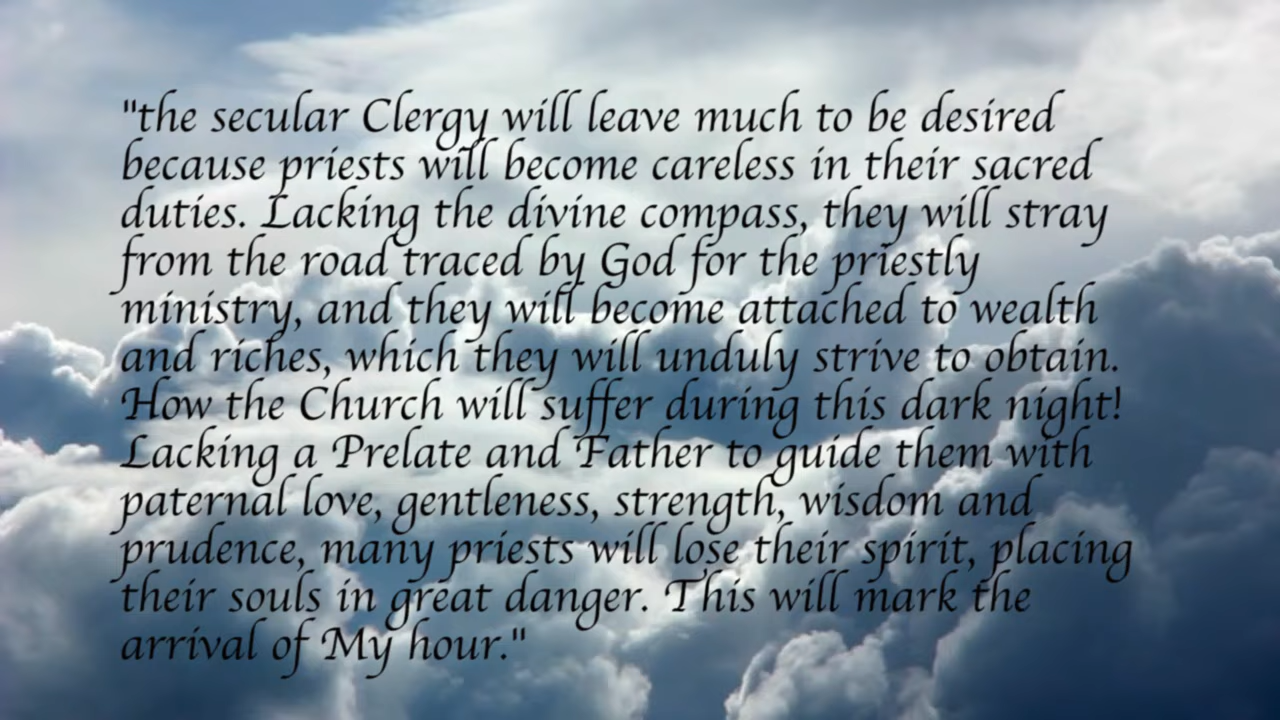 "the secular Clergy will leave much to be desired
because priests will become careless in their sacred
duties. Lacking the divine compass, they will stray
from the road traced by God for the priestly
ministry, and they will become attached to wealth
and riches, which they will unduly strive to obtain.
How the Church will suffer during this dark night!
Lacking a Prelate and Father to guide them with
paternal love, gentleness, strength, wisdom and
prudence, many priests will lose their spirit, placing
their souls in great danger. This will mark the
arrival of My hour."